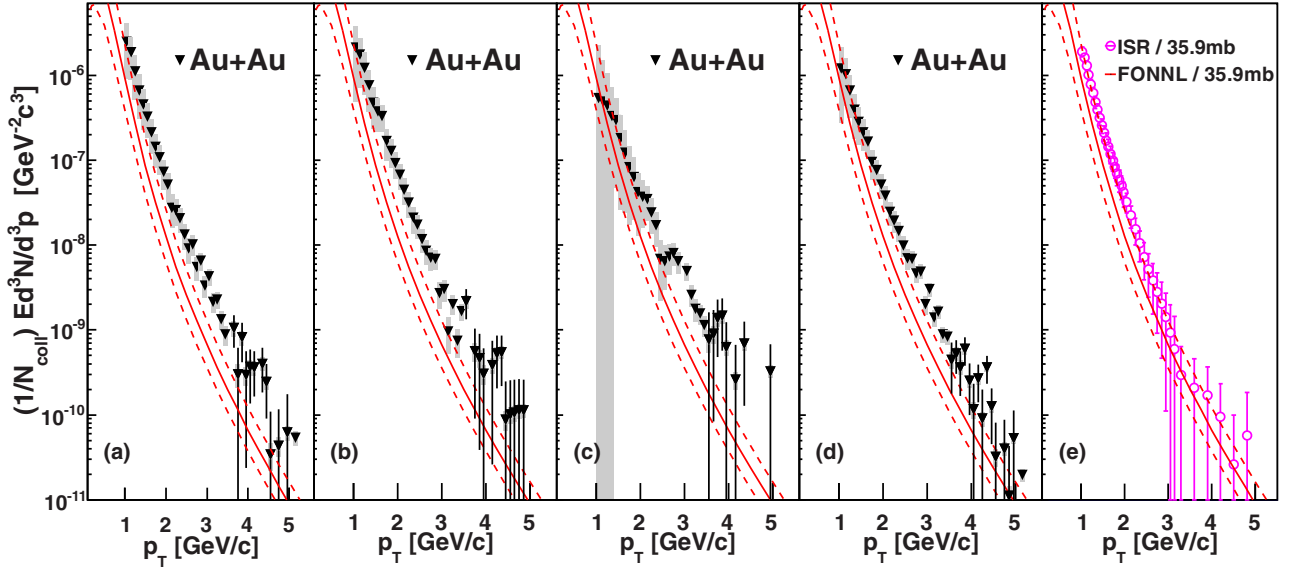 (1/N_coll) Ed³N/d³p [GeV⁻²c³]
10⁻⁶
10⁻⁷
10⁻⁸
10⁻⁹
10⁻¹⁰
10⁻¹¹
▼Au+Au
(a)
1 2 3 4 5
p_T [GeV/c]
▼Au+Au
(b)
1 2 3 4 5
p_T [GeV/c]
▼Au+Au
(c)
1 2 3 4 5
p_T [GeV/c]
▼Au+Au
(d)
1 2 3 4 5
p_T [GeV/c]
ISR / 35.9mb
FONNL / 35.9mb
(e)
1 2 3 4 5
p_T [GeV/c]